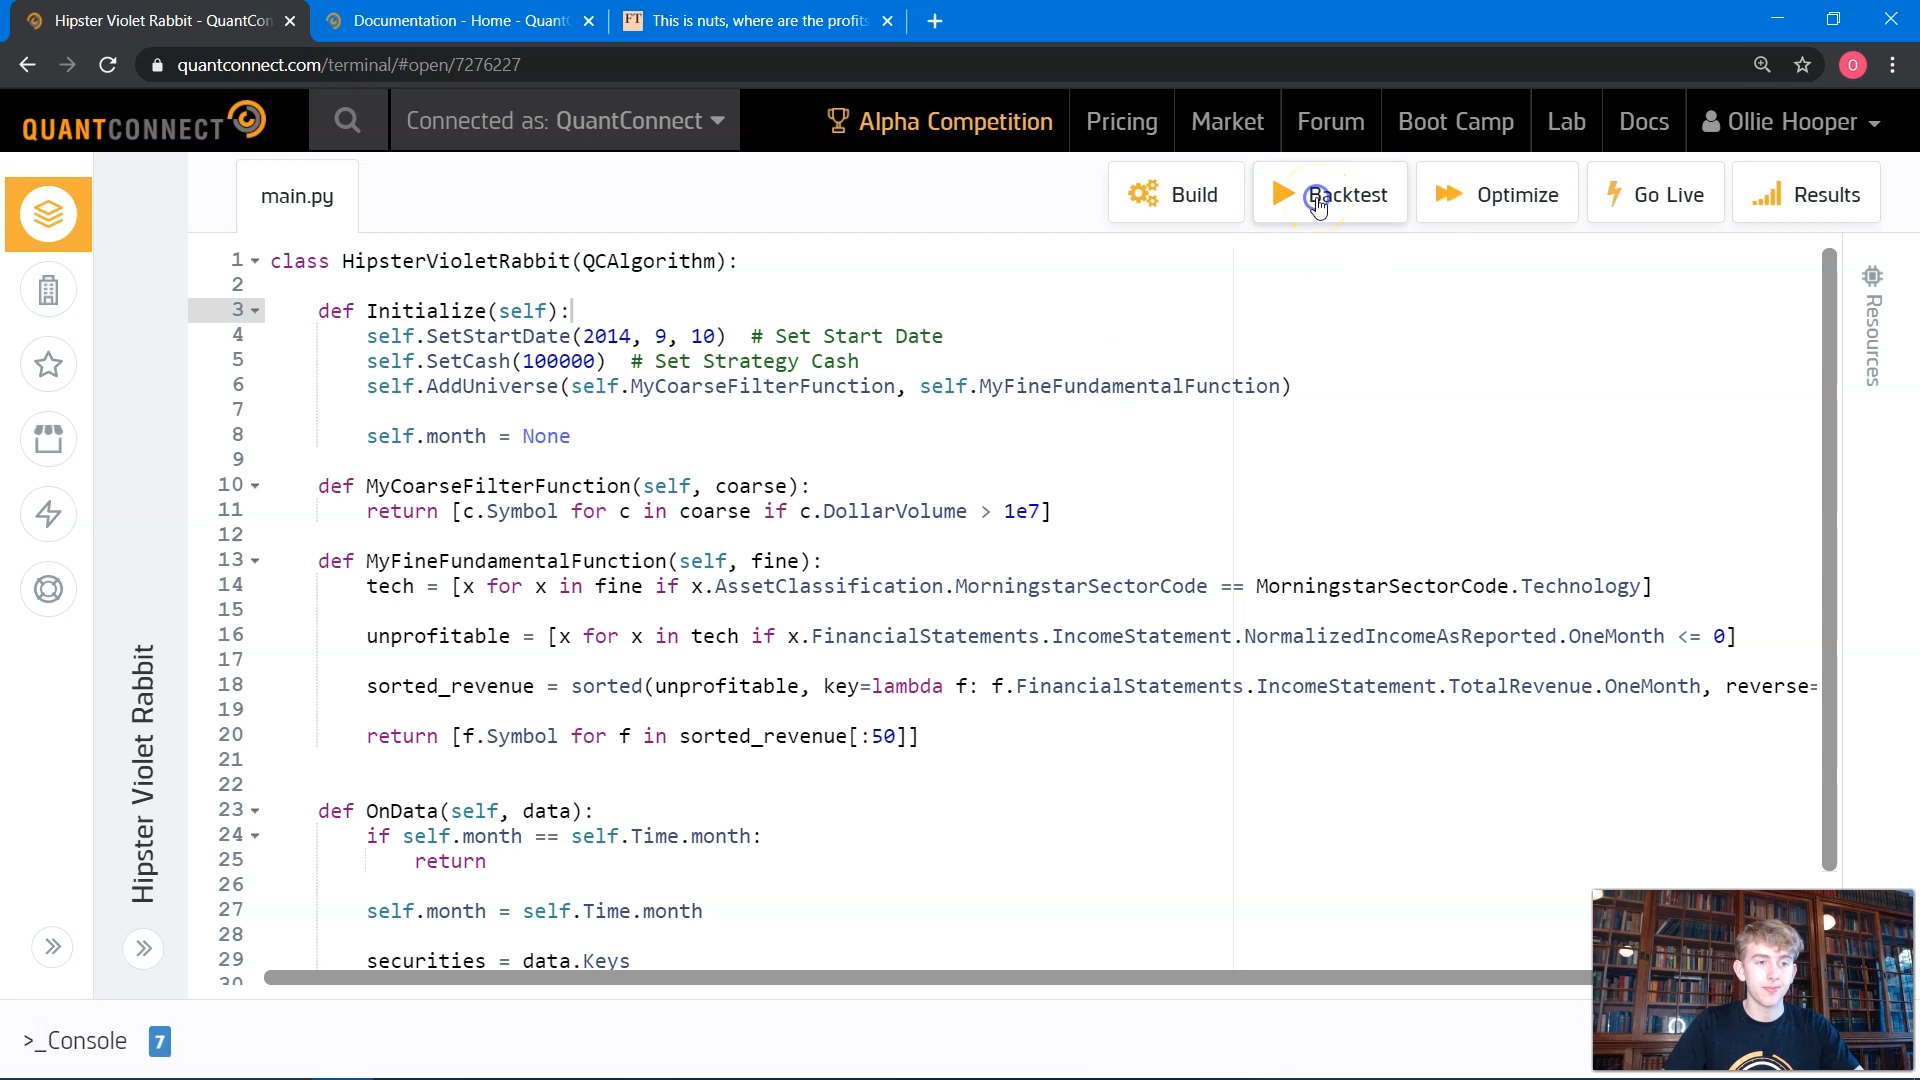 Hipster Violet Rabbit - QuantCon
Documentation - Home - Quant
FT This is nuts, where are the profits
quantconnect.com/terminal/#open/7276227
O
QUANTCONNECT
Connected as: QuantConnect
Alpha Competition
Pricing
Market
Forum
Boot Camp
Lab
Docs
Ollie Hooper
main.py
Build
Backtest
Optimize
Go Live
Results
Resources
Hipster Violet Rabbit
1 class HipsterVioletRabbit(QCAlgorithm):
2
3 def Initialize(self):
4 self.SetStartDate(2014, 9, 10) # Set Start Date
5 self.SetCash(100000) # Set Strategy Cash
6 self.AddUniverse(self.MyCoarseFilterFunction, self.MyFineFundamentalFunction)
7
8 self.month = None
9
10 def MyCoarseFilterFunction(self, coarse):
11 return [c.Symbol for c in coarse if c.DollarVolume > 1e7]
12
13 def MyFineFundamentalFunction(self, fine):
14 tech = [x for x in fine if x.AssetClassification.MorningstarSectorCode == MorningstarSectorCode.Technology]
15
16 unprofitable = [x for x in tech if x.FinancialStatements.IncomeStatement.NormalizedIncomeAsReported.OneMonth <= 0]
17
18 sorted_revenue = sorted(unprofitable, key=lambda f: f.FinancialStatements.IncomeStatement.TotalRevenue.OneMonth, reverse=
19
20 return [f.Symbol for f in sorted_revenue[:50]]
21
22
23 def OnData(self, data):
24 if self.month == self.Time.month:
25 return
26
27 self.month = self.Time.month
28
29 securities = data.Keys
30
>_Console 7